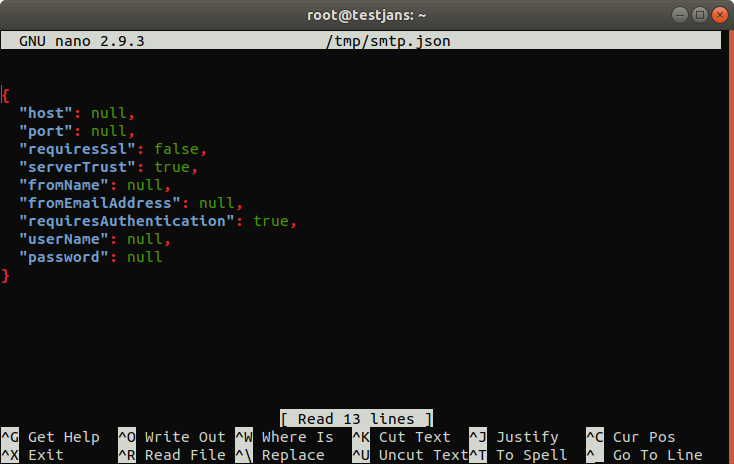 root@testjans: ~
GNU nano 2.9.3 /tmp/smtp.json
{
  "host": null,
  "port": null,
  "requiresSsl": false,
  "serverTrust": true,
  "fromName": null,
  "fromEmailAddress": null,
  "requiresAuthentication": true,
  "userName": null,
  "password": null
}
[ Read 13 lines ]
^G Get Help ^O Write Out ^W Where Is ^K Cut Text ^J Justify ^C Cur Pos
^X Exit ^R Read File ^\ Replace ^U Uncut Text ^T To Spell ^_ Go To Line